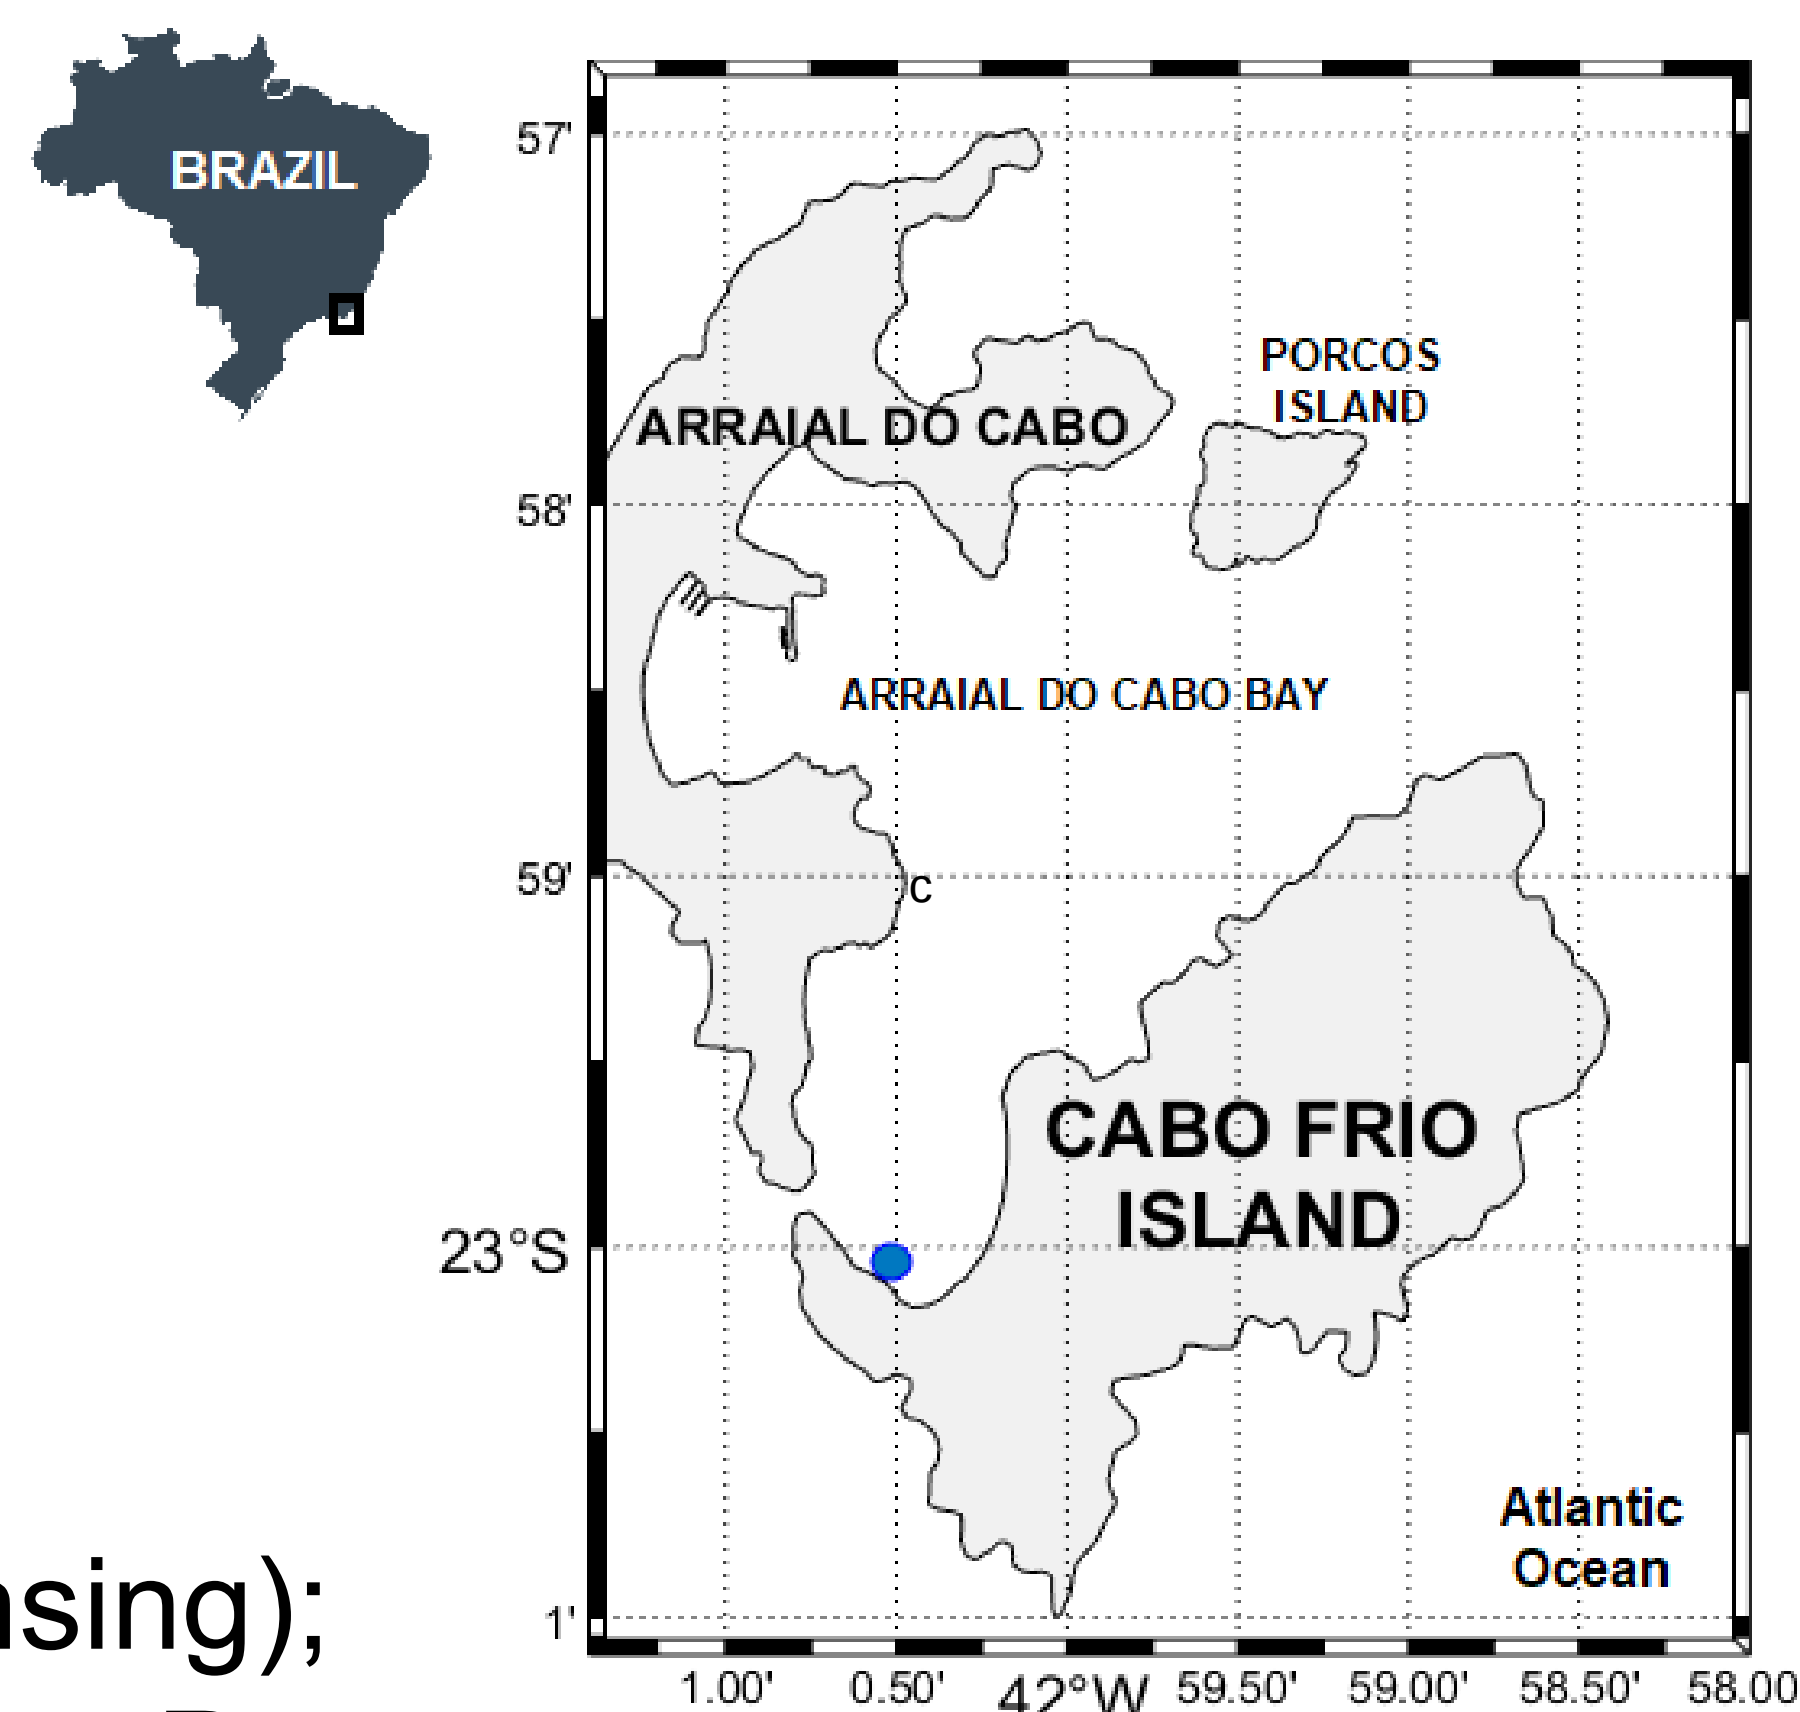 BRAZIL
57'
PORCOS
ISLAND
ARRAIAL DO CABO
58'
ARRAIAL DO CABO BAY
59'
c
CABO FRIO
ISLAND
23°S
Atlantic
Ocean
nsing);
1'
1.00' 0.50' 42°W 59.50' 59.00' 58.50' 58.00